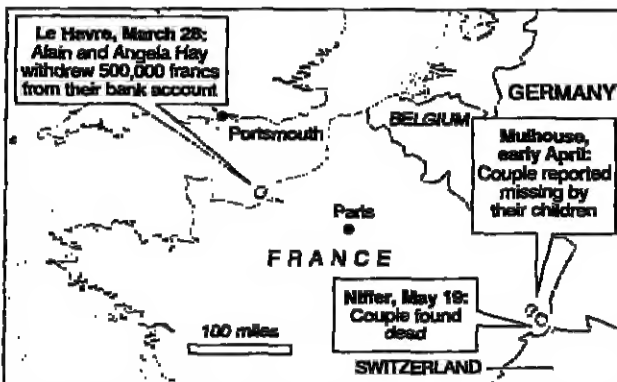 Le Havre, March 28:
Alain and Angela Hay
withdrew 500,000 francs
from their bank account
Portsmouth
BELGIUM
GERMANY
Mulhouse,
early April:
Couple reported
missing by
their children
Paris
FRANCE
Niffer, May 19:
Couple found
dead
100 miles
SWITZERLAND